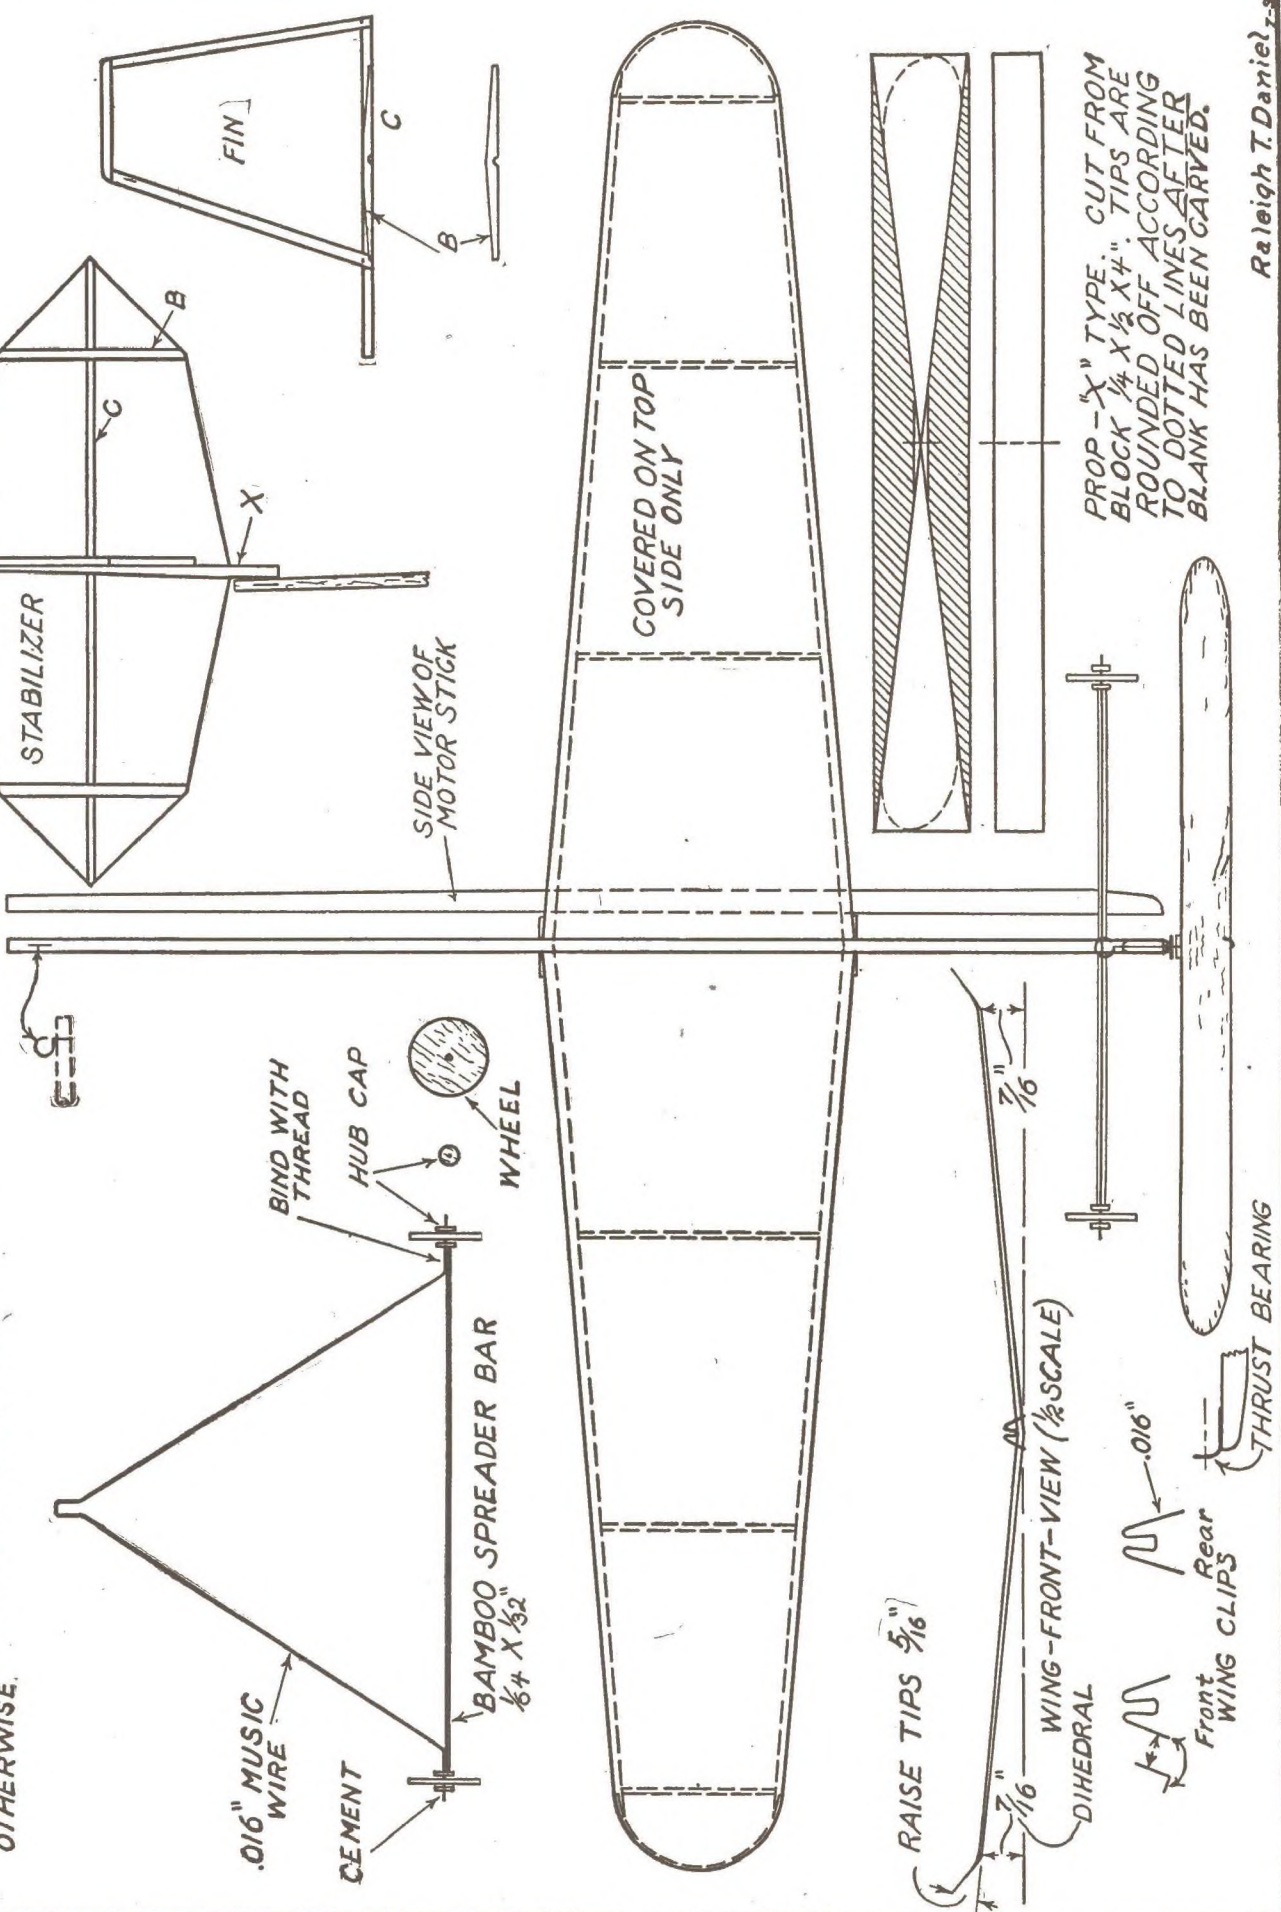 OTHERWISE.
.016" MUSIC
WIRE
CEMENT
BIND WITH
THREAD
HUB CAP
WHEEL
BAMBOO SPREADER BAR
1/64 X 1/32"
STABILIZER
C
B
X
SIDE VIEW OF
MOTOR STICK
FIN
B
C
COVERED ON TOP
SIDE ONLY
RAISE TIPS 5/16"
7/16"
7/16"
WING-FRONT-VIEW (1/2 SCALE)
DIHEDRAL
Front
Rear
WING CLIPS
.016"
THRUST BEARING
PROP-"X" TYPE. CUT FROM
BLOCK 1/4 X 1/2 X 4". TIPS ARE
ROUNDED OFF ACCORDING
TO DOTTED LINES AFTER
BLANK HAS BEEN CARVED.
Raleigh T. Daniel